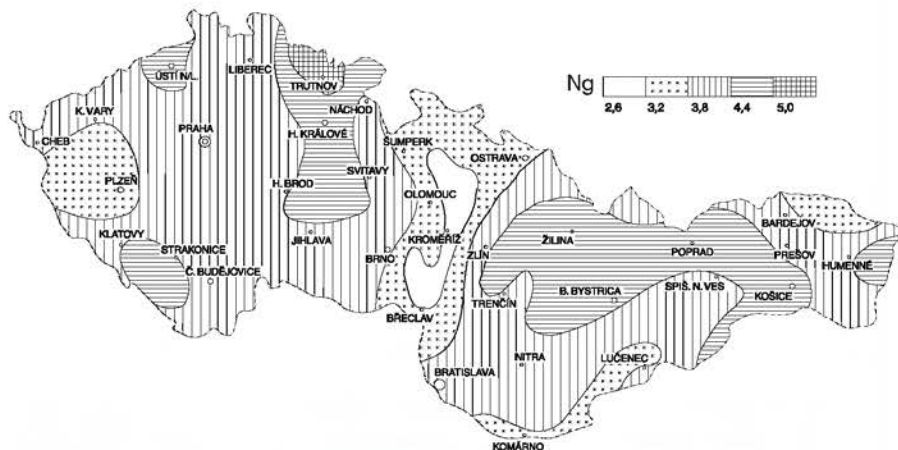 Ng
2,6 3,2 3,8 4,4 5,0
ÚSTÍ N/L.
LIBEREC
TRUTNOV
NÁCHOD
K. VARY
CHEB
PRAHA
H. KRÁLOVÉ
ŠUMPERK
OSTRAVA
PLZEŇ
H. BROD
SVITAVY
OLOMOUC
KLATOVY
STRAKONICE
Č. BUDĚJOVICE
JIHLAVA
BRNO
KROMĚŘÍŽ
ZLÍN
ŽILINA
POPRAD
BARDEJOV
PREŠOV
HUMENNÉ
BŘECLAV
TRENČÍN
B. BYSTRICA
SPIŠ. N. VES
KOŠICE
NITRA
LUČENEC
BRATISLAVA
KOMÁRNO